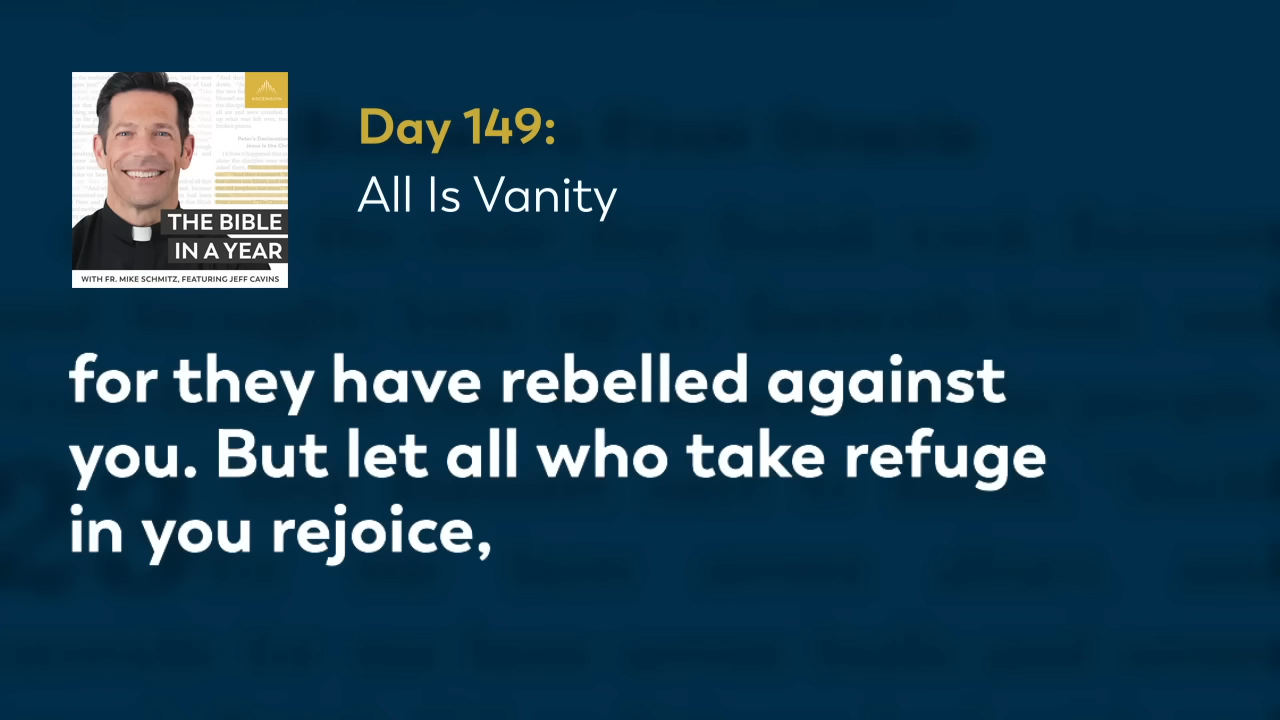 ASCENSION
THE BIBLE
IN A YEAR
WITH FR. MIKE SCHMITZ, FEATURING JEFF CAVINS
Day 149:
All Is Vanity
for they have rebelled against
you. But let all who take refuge
in you rejoice,